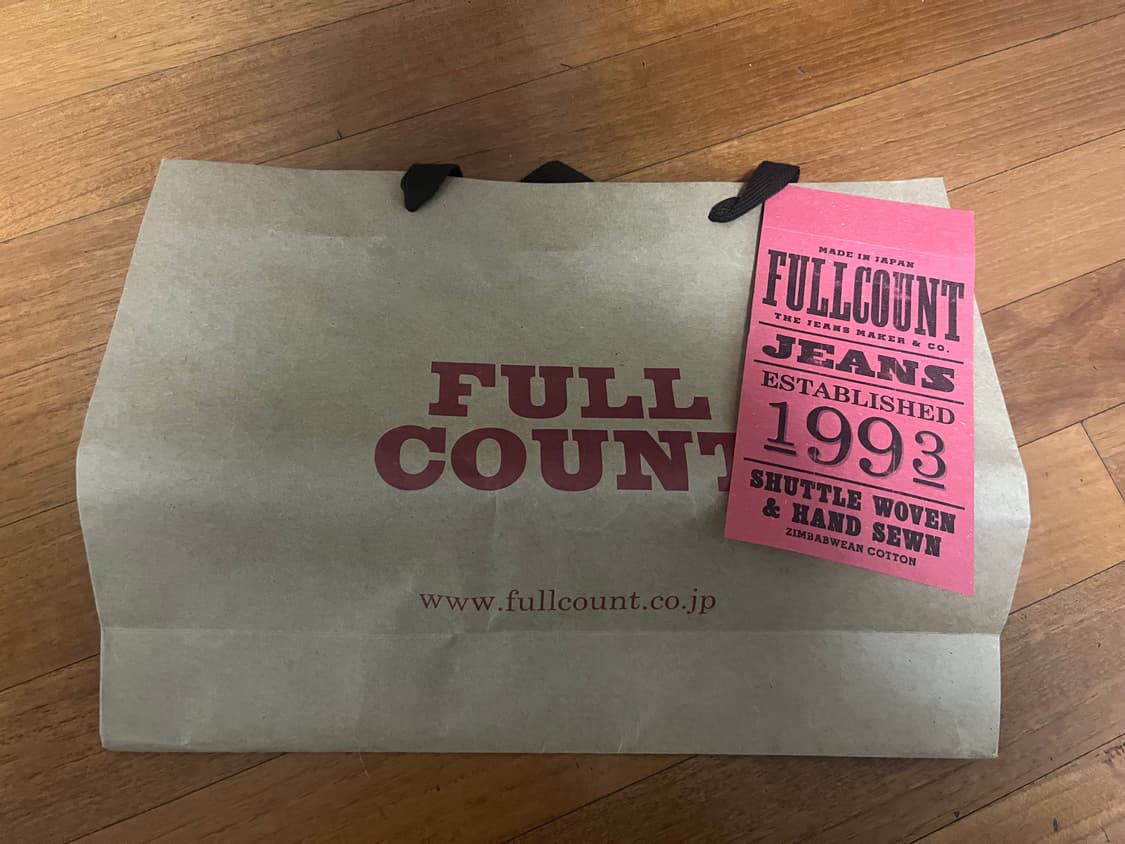 FULL
COUNT
www.fullcount.co.jp
MADE IN JAPAN
FULLCOUNT
THE JEANS MAKER & CO.
JEANS
ESTABLISHED
1993
SHUTTLE WOVEN
& HAND SEWN
ZIMBABWEAN COTTON